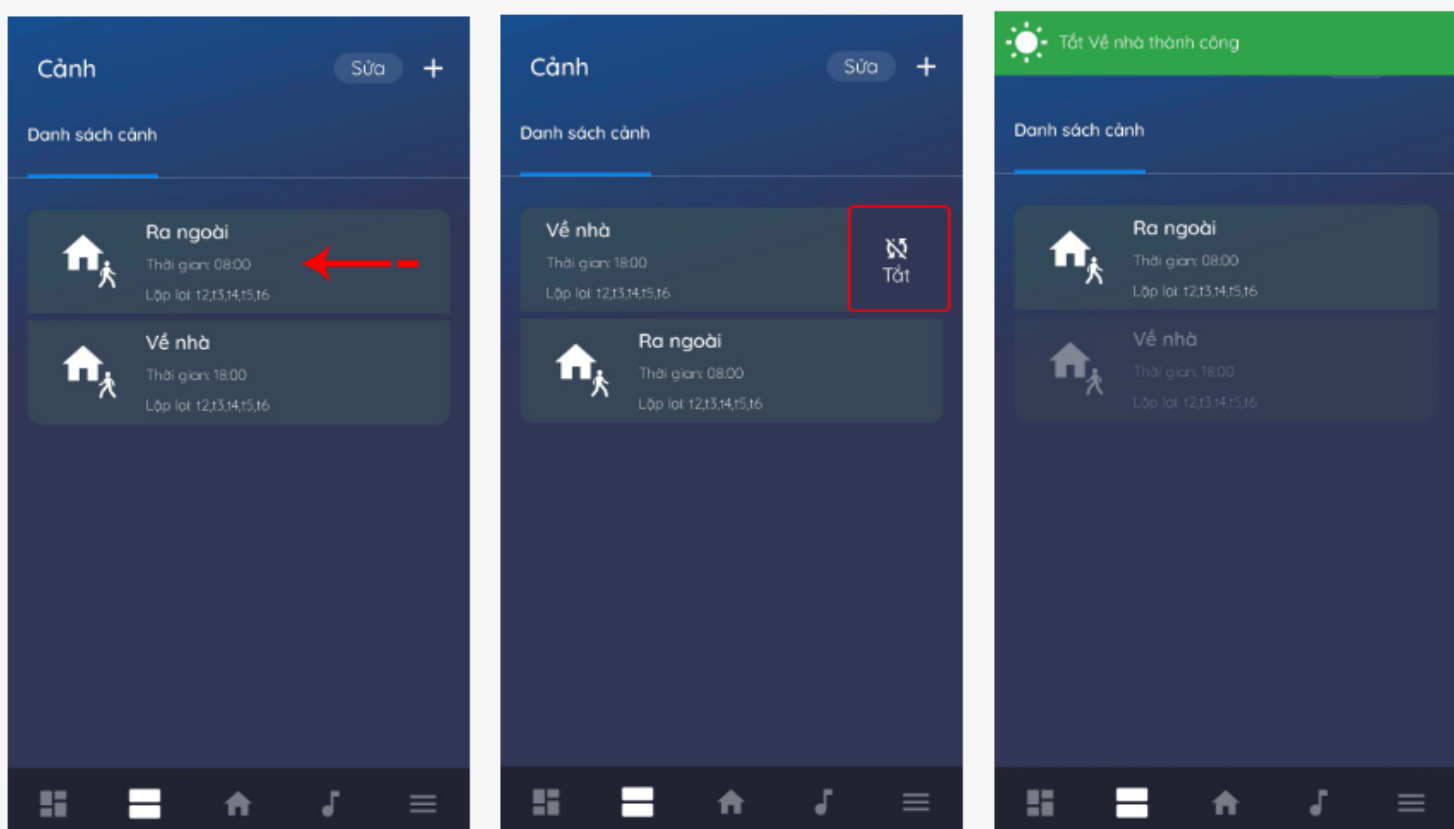 Cảnh
Sửa +
Danh sách cảnh
Ra ngoài
Thời gian: 08:00
Lặp lại: t2,t3,t4,t5,t6
Về nhà
Thời gian: 18:00
Lặp lại: t2,t3,t4,t5,t6
Cảnh
Sửa +
Danh sách cảnh
Về nhà
Thời gian: 18:00
Lặp lại: t2,t3,t4,t5,t6
Tắt
Ra ngoài
Thời gian: 08:00
Lặp lại: t2,t3,t4,t5,t6
Tắt Về nhà thành công
Danh sách cảnh
Ra ngoài
Thời gian: 08:00
Lặp lại: t2,t3,t4,t5,t6
Về nhà
Thời gian: 18:00
Lặp lại: t2,t3,t4,t5,t6